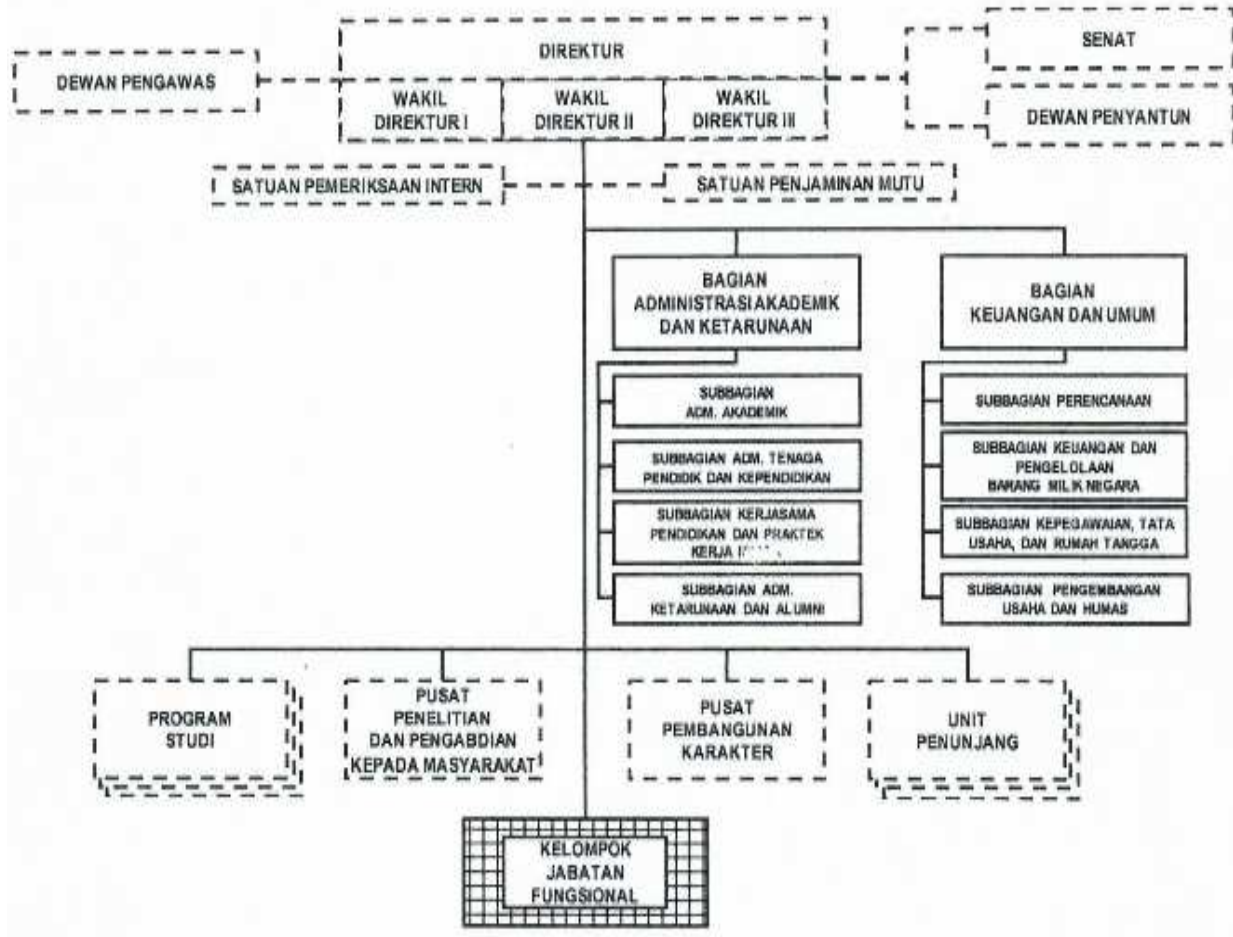 DIREKTUR
SENAT
DEWAN PENGAWAS
WAKIL
DIREKTUR I
WAKIL
DIREKTUR II
WAKIL
DIREKTUR III
DEWAN PENYANTUN
SATUAN PEMERIKSAAN INTERN
SATUAN PENJAMINAN MUTU
BAGIAN
ADMINISTRASI AKADEMIK
DAN KETARUNAAN
BAGIAN
KEUANGAN DAN UMUM
SUBBAGIAN
ADM. AKADEMIK
SUBBAGIAN ADM. TENAGA
PENDIDIK DAN KEPENDIDIKAN
SUBBAGIAN KERJASAMA
PENDIDIKAN DAN PRAKTEK
KERJA
SUBBAGIAN ADM.
KETARUNAAN DAN ALUMNI
SUBBAGIAN PERENCANAAN
SUBBAGIAN KEUANGAN DAN
PENGELOLAAN
BARANG MILIK NEGARA
SUBBAGIAN KEPEGAWAIAN, TATA
USAHA, DAN RUMAH TANGGA
SUBBAGIAN PENGEMBANGAN
USAHA DAN HUMAS
PROGRAM
STUDI
PUSAT
PENELITIAN
DAN PENGABDIAN
KEPADA MASYARAKAT
PUSAT
PEMBANGUNAN
KARAKTER
UNIT
PENUNJANG
KELOMPOK
JABATAN
FUNGSIONAL